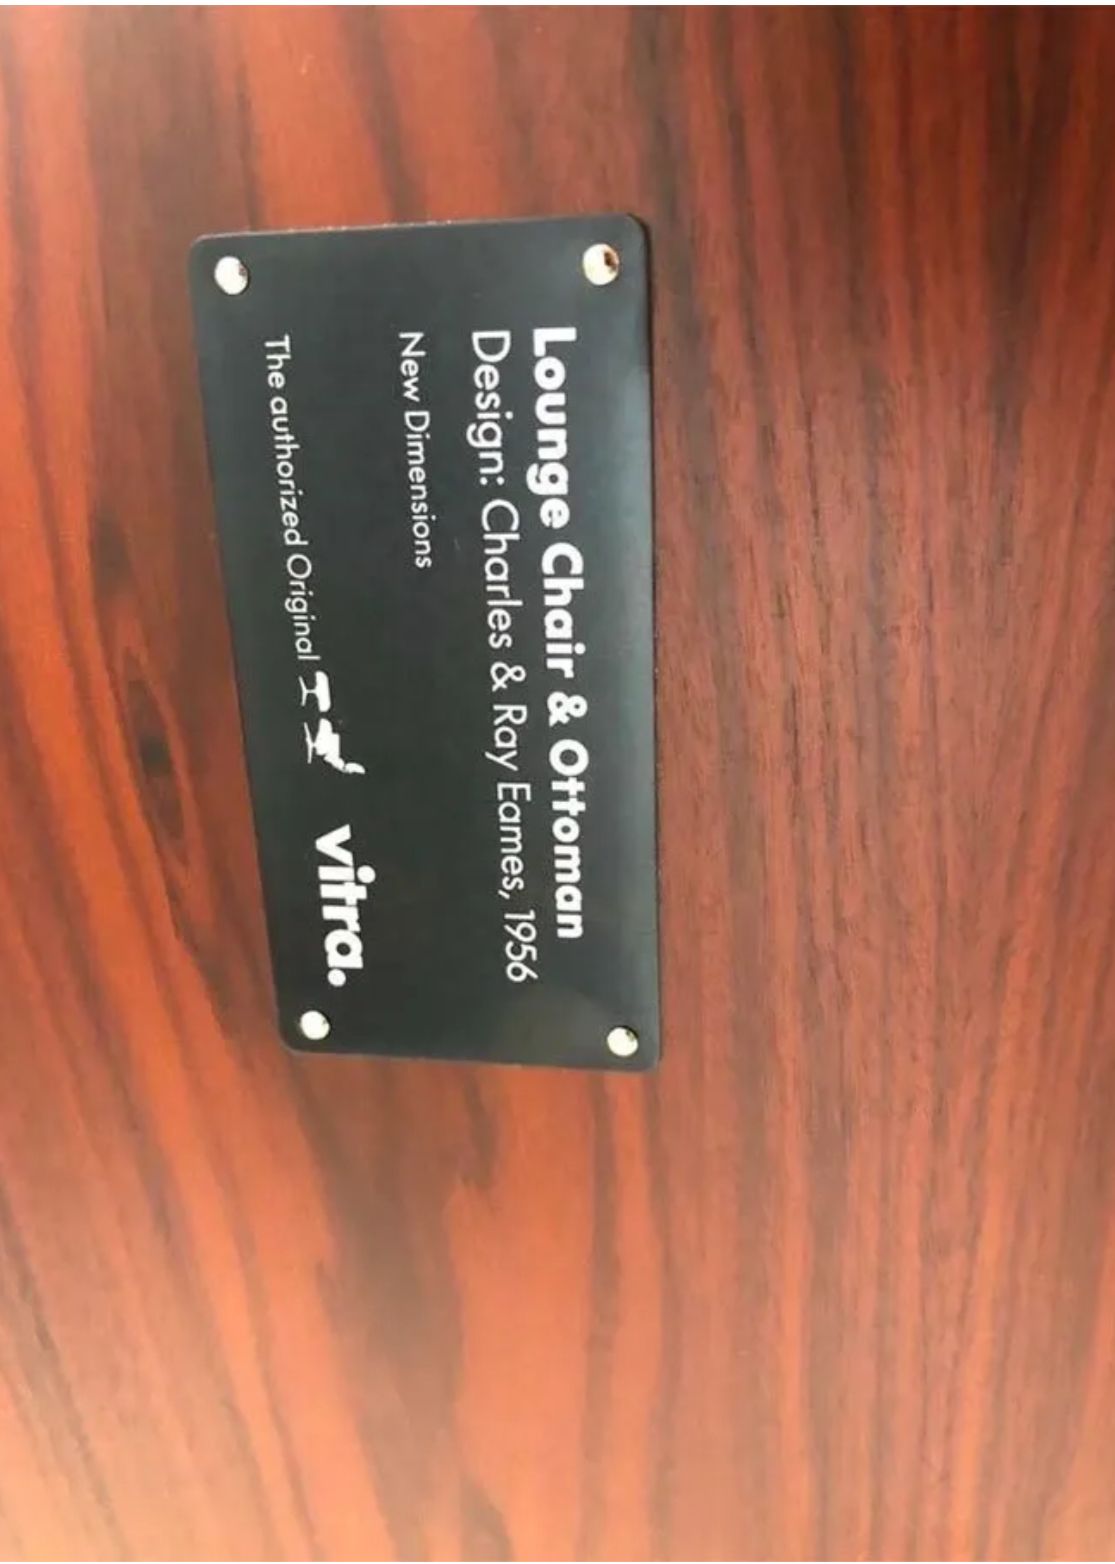 Lounge Chair & Ottoman
Design: Charles & Ray Eames, 1956
New Dimensions
The authorized Original vitra.